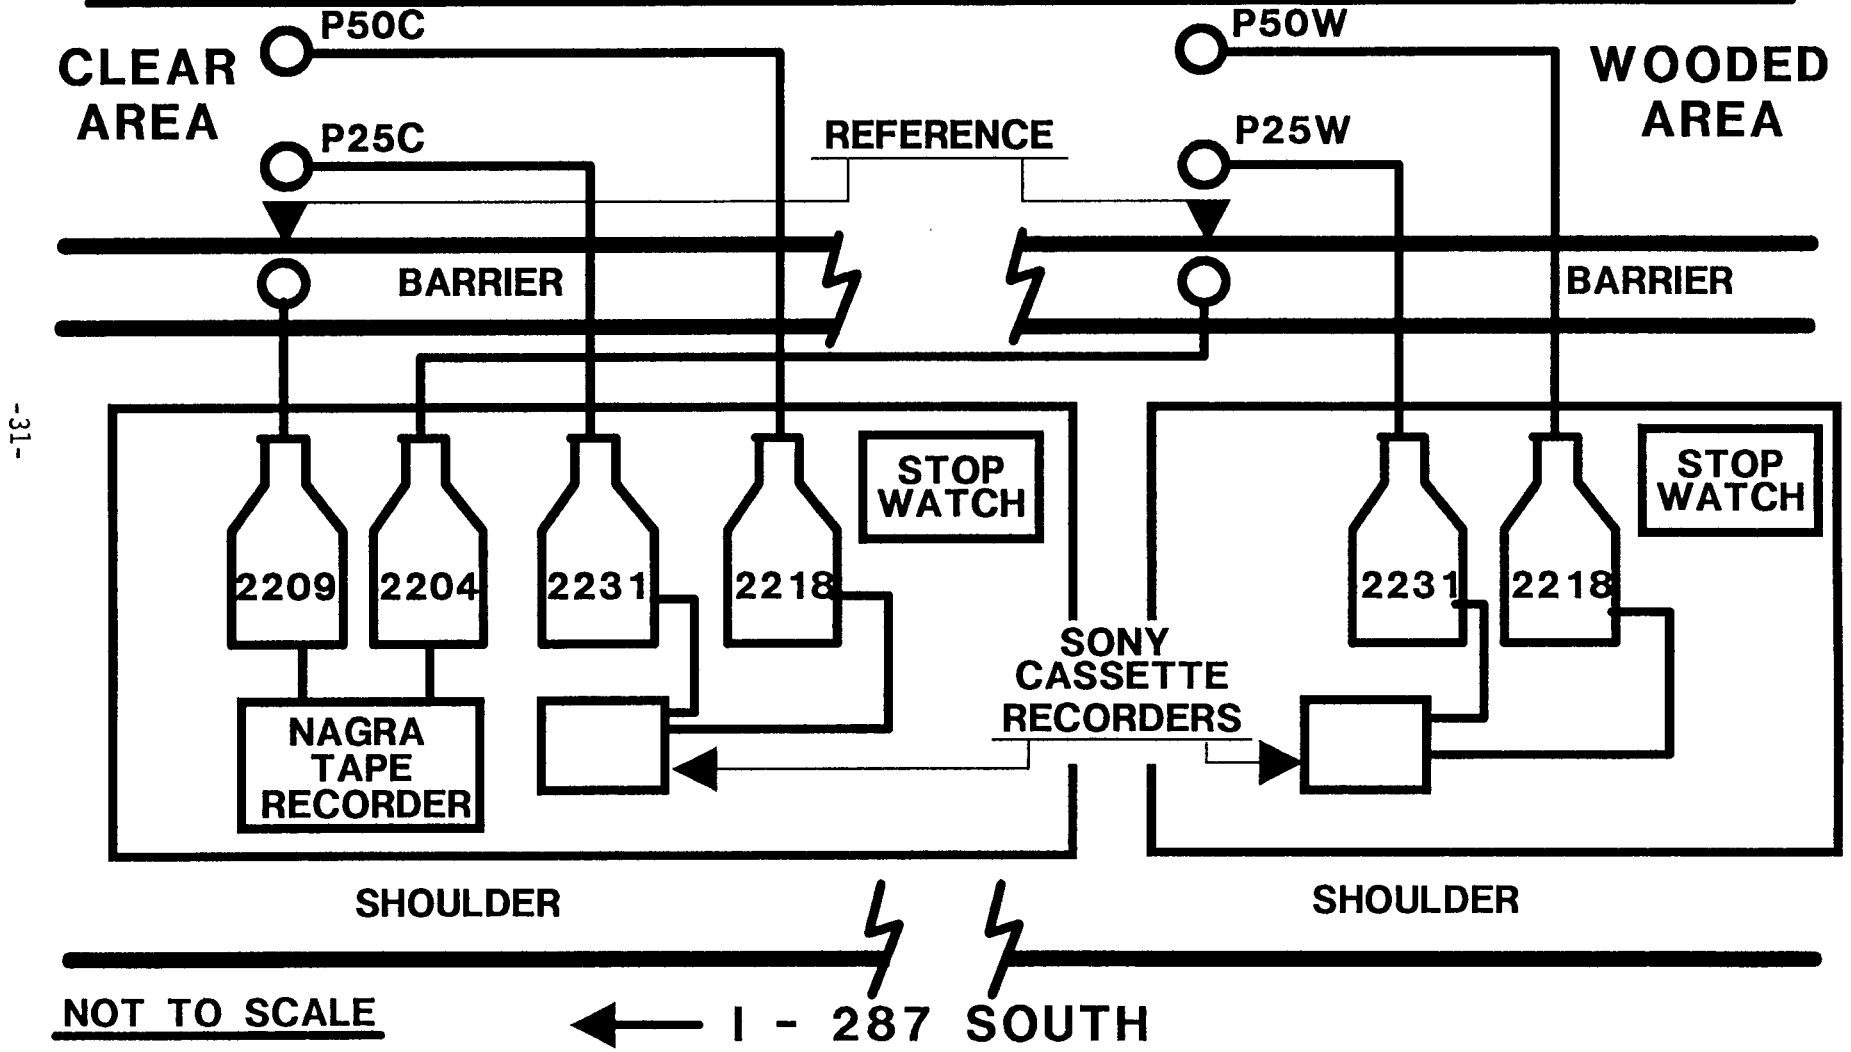 P50C
P50W
CLEAR
AREA
WOODED
AREA
P25C
REFERENCE
P25W
BARRIER
BARRIER
-31-
STOP
WATCH
STOP
WATCH
2209
2204
2231
2218
2231
2218
SONY
CASSETTE
RECORDERS
NAGRA
TAPE
RECORDER
SHOULDER
SHOULDER
NOT TO SCALE
I - 287 SOUTH